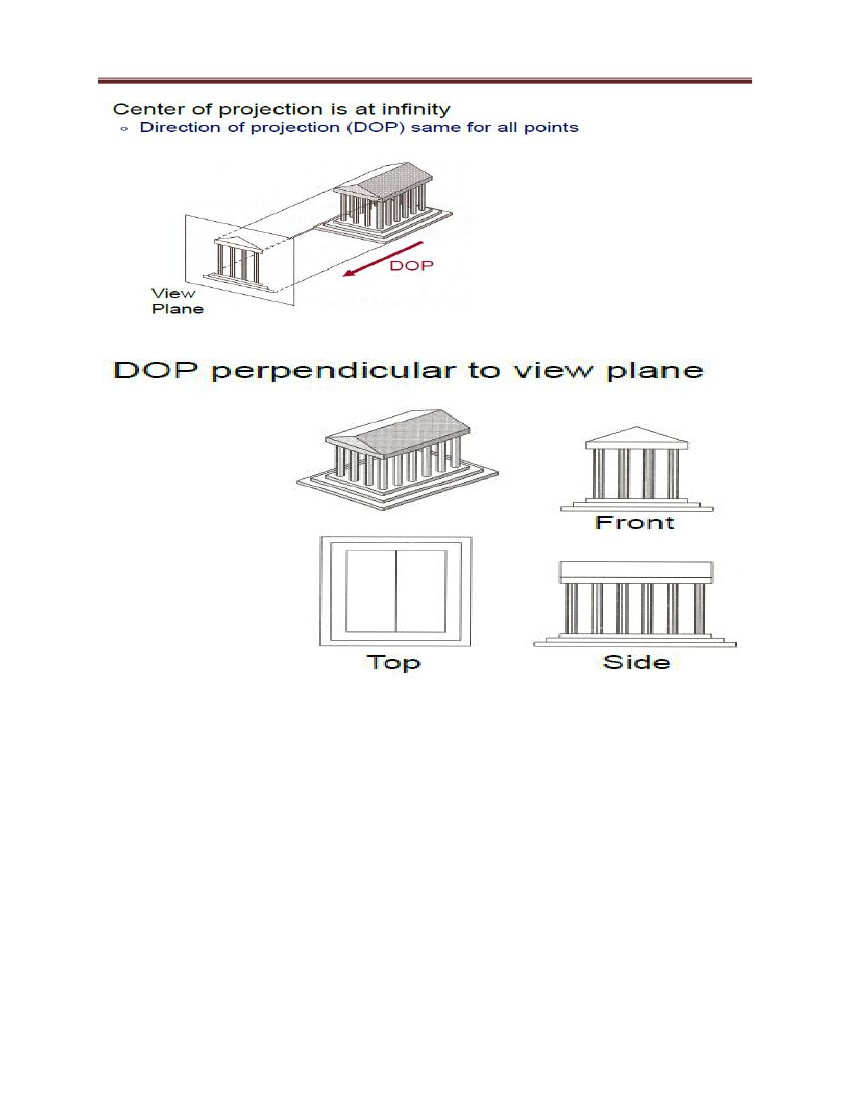 Center of projection is at infinity
◦ Direction of projection (DOP) same for all points
DOP
View
Plane
DOP perpendicular to view plane
Front
Top
Side